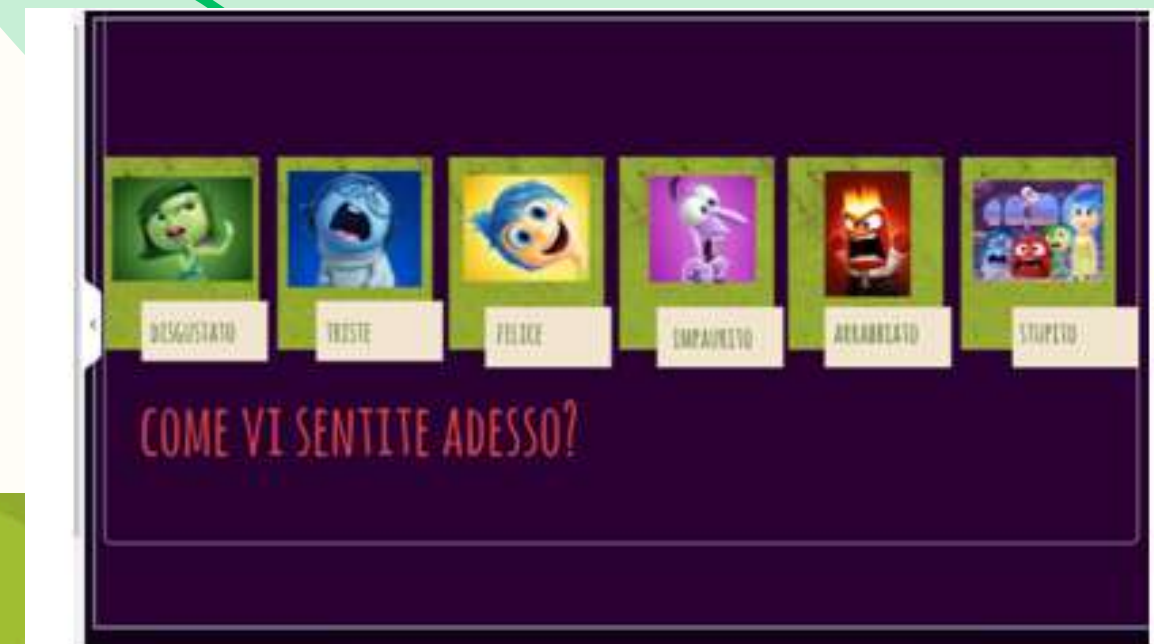 DISGUSTATO
TRISTE
FELICE
IMPAURITO
ARRABBIATO
STUPITO
COME VI SENTITE ADESSO?